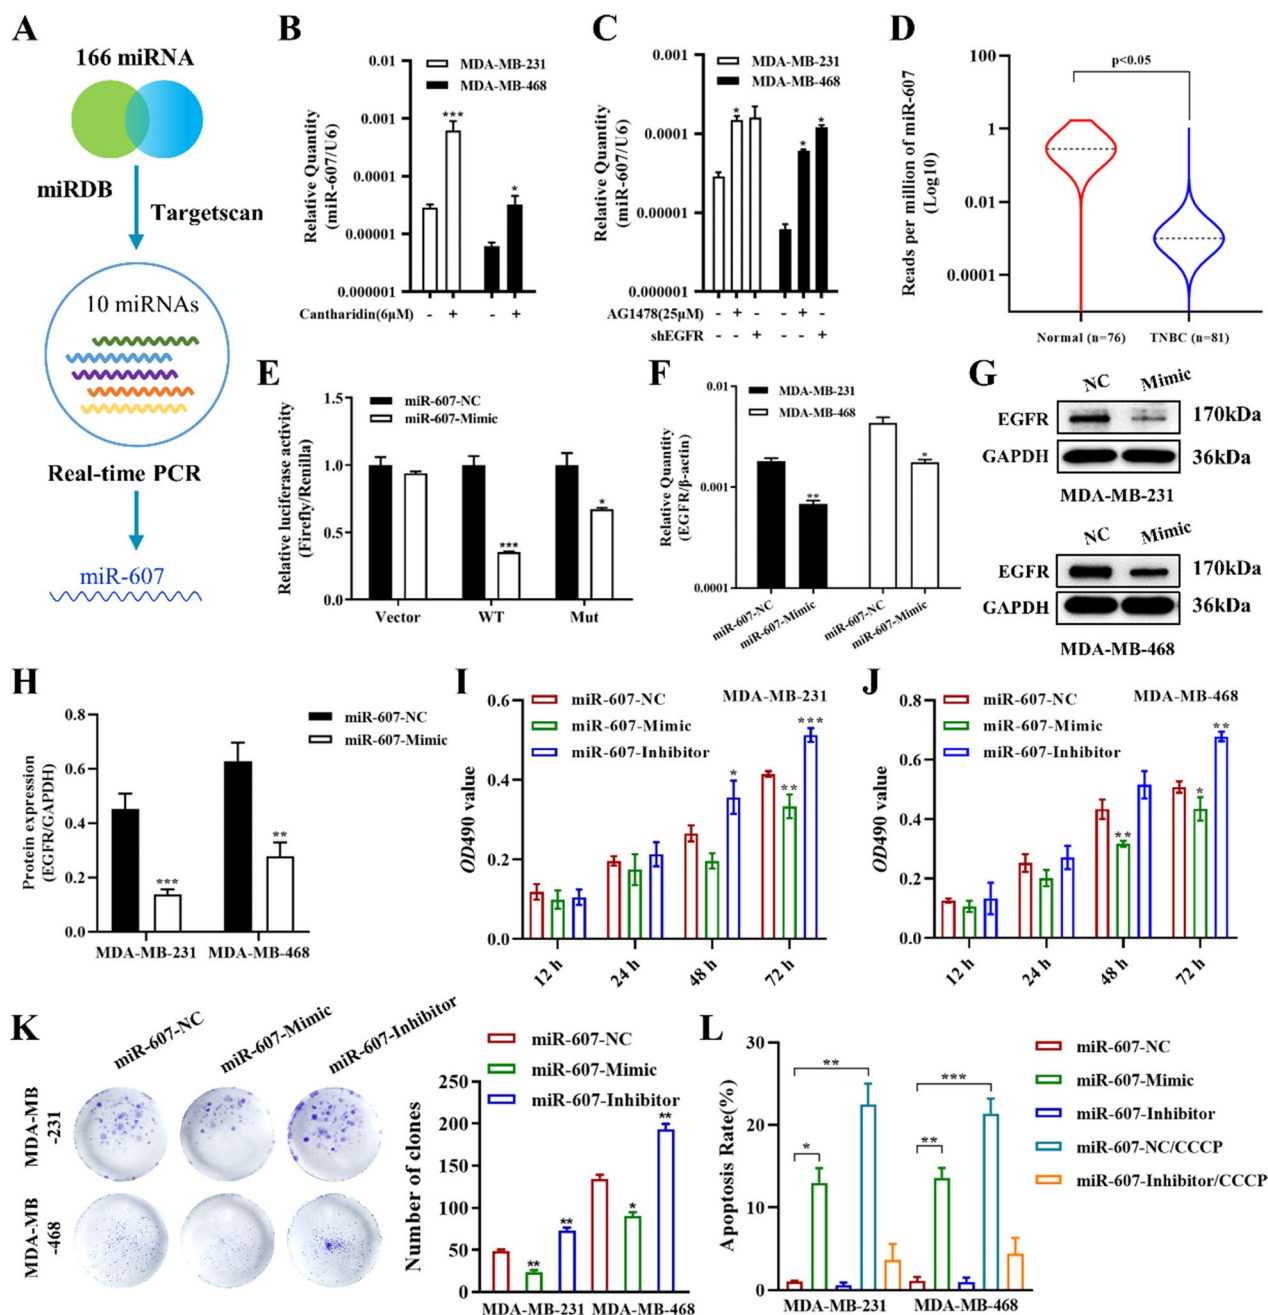 A
166 miRNA
miRDB
Targetscan
10 miRNAs
Real-time PCR
miR-607
B
MDA-MB-231
MDA-MB-468
Relative Quantity
(miR-607/U6)
0.01
0.001
0.0001
0.00001
0.000001
***
*
Cantharidin(6μM)
- + - +
C
MDA-MB-231
MDA-MB-468
Relative Quantity
(miR-607/U6)
0.001
0.0001
0.00001
0.000001
*
*
*
AG1478(25μM)
- + - - + -
shEGFR
- - + - - +
D
Reads per million of miR-607
(Log10)
100
1
0.01
0.0001
p<0.05
Normal (n=76)
TNBC (n=81)
E
miR-607-NC
miR-607-Mimic
Relative luciferase activity
(Firefly/Renilla)
1.5
1.0
0.5
0.0
***
*
Vector
WT
Mut
F
MDA-MB-231
MDA-MB-468
Relative Quantity
(EGFR/β-actin)
0.01
0.001
0.0001
**
*
miR-607-NC
miR-607-Mimic
miR-607-NC
miR-607-Mimic
G
NC
Mimic
EGFR
170kDa
GAPDH
36kDa
MDA-MB-231
NC
Mimic
EGFR
170kDa
GAPDH
36kDa
MDA-MB-468
H
miR-607-NC
miR-607-Mimic
Protein expression
(EGFR/GAPDH)
0.8
0.6
0.4
0.2
0.0
***
**
MDA-MB-231
MDA-MB-468
I
miR-607-NC
miR-607-Mimic
miR-607-Inhibitor
MDA-MB-231
OD490 value
0.6
0.4
0.2
0.0
*
**
***
12 h
24 h
48 h
72 h
J
miR-607-NC
miR-607-Mimic
miR-607-Inhibitor
MDA-MB-468
OD490 value
0.8
0.6
0.4
0.2
0.0
**
*
**
12 h
24 h
48 h
72 h
K
miR-607-NC
miR-607-Mimic
miR-607-Inhibitor
MDA-MB
-231
MDA-MB
-468
miR-607-NC
miR-607-Mimic
miR-607-Inhibitor
Number of clones
250
200
150
100
50
0
**
**
*
**
MDA-MB-231
MDA-MB-468
L
Apoptosis Rate(%)
30
20
10
0
*
**
**
***
MDA-MB-231
MDA-MB-468
miR-607-NC
miR-607-Mimic
miR-607-Inhibitor
miR-607-NC/CCCP
miR-607-Inhibitor/CCCP